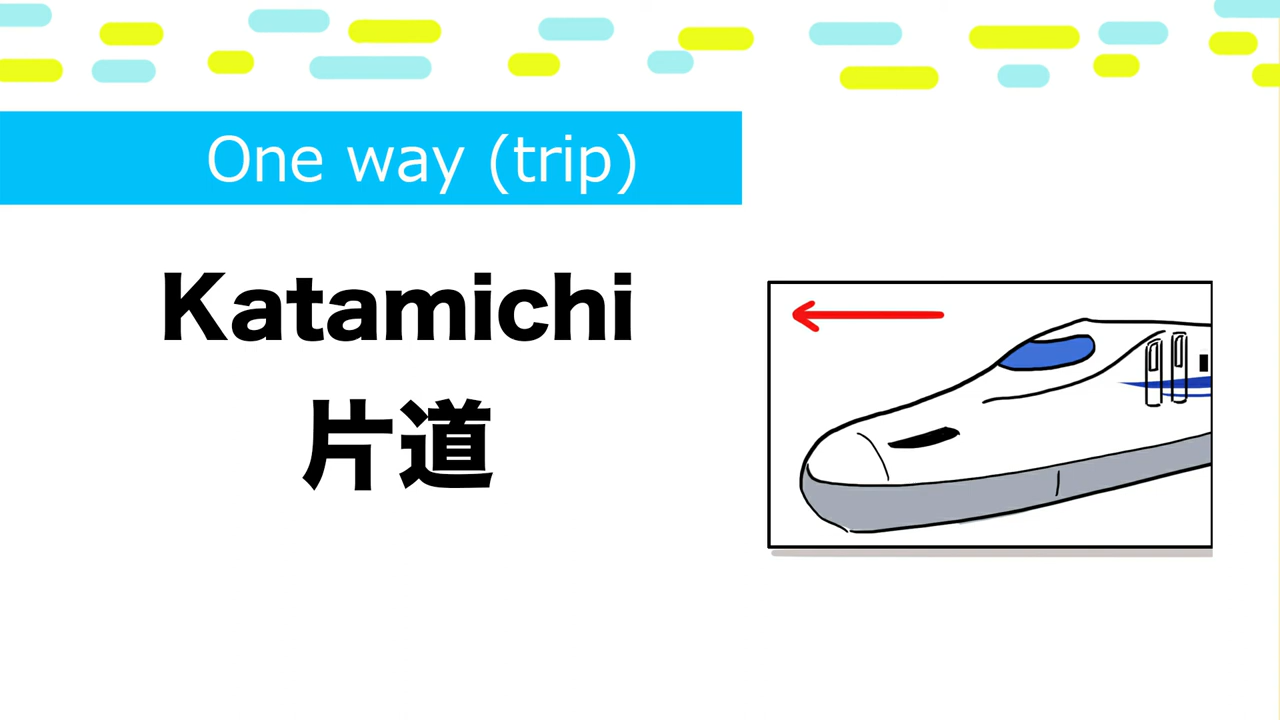 One way (trip)
Katamichi
片道